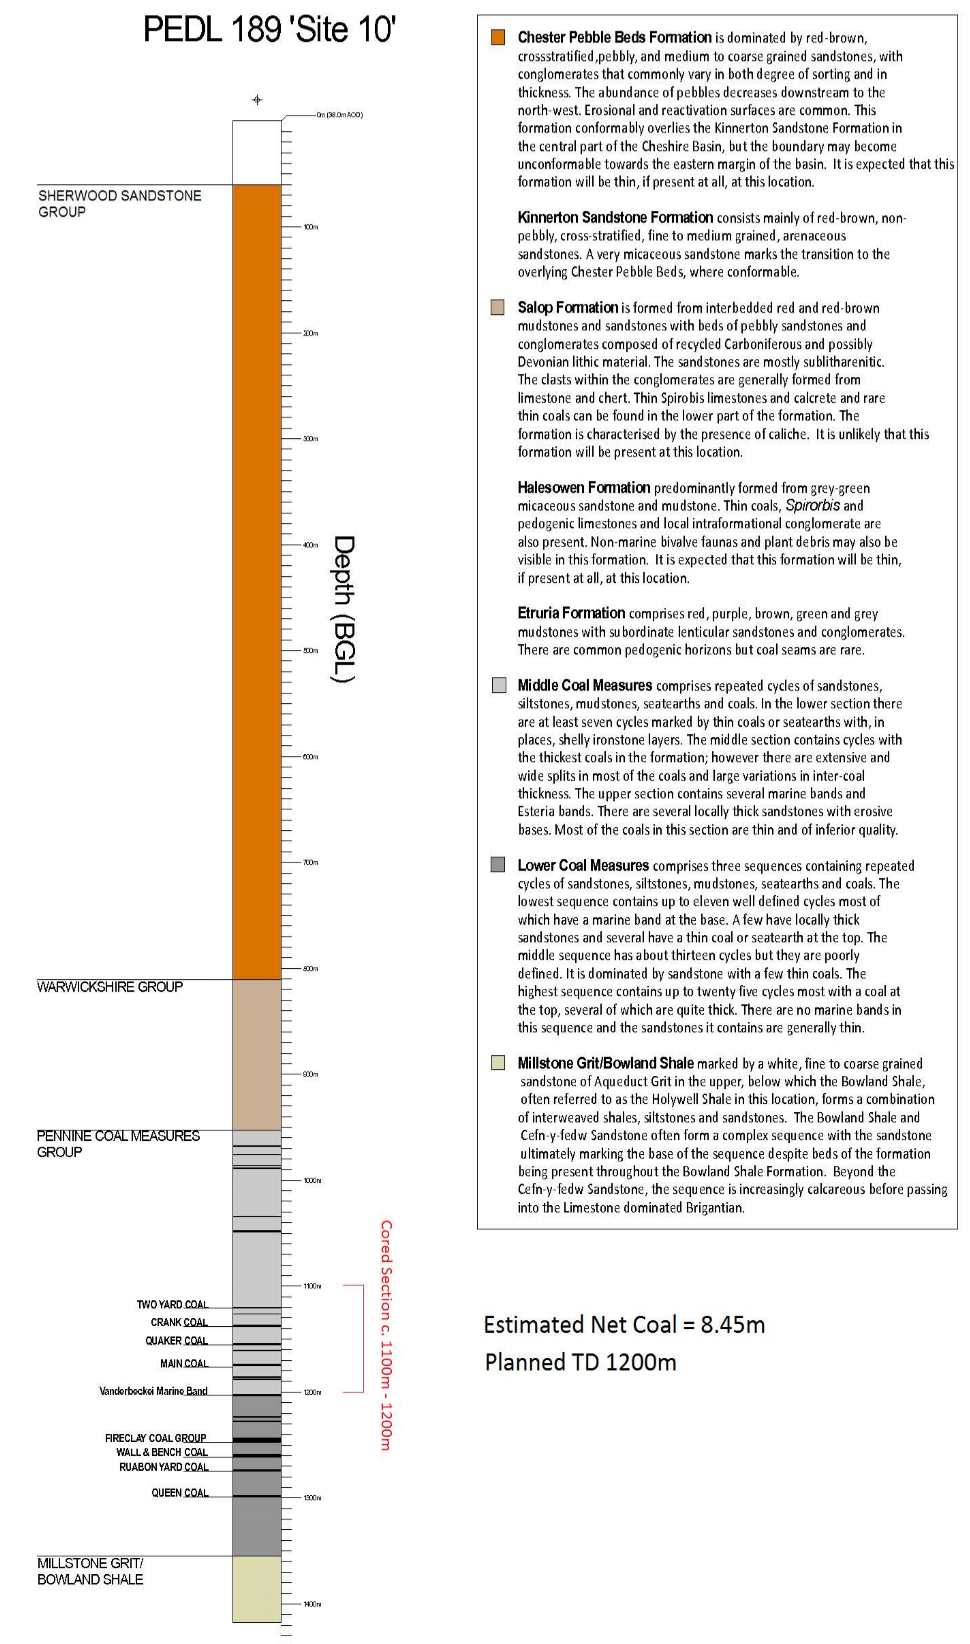 PEDL 189 'Site 10'
0m (38.0mAOD)
SHERWOOD SANDSTONE
GROUP
100m
200m
300m
400m
500m
600m
700m
800m
Depth (BGL)
WARWICKSHIRE GROUP
900m
PENNINE COAL MEASURES
GROUP
1000m
1100m
TWO YARD COAL
CRANK COAL
QUAKER COAL
MAIN COAL
Vanderbeckei Marine Band
1200m
Cored Section c. 1100m - 1200m
FIRECLAY COAL GROUP
WALL & BENCH COAL
RUABON YARD COAL
QUEEN COAL
1300m
MILLSTONE GRIT/
BOWLAND SHALE
1400m
Chester Pebble Beds Formation is dominated by red-brown,
crossstratified,pebbly, and medium to coarse grained sandstones, with
conglomerates that commonly vary in both degree of sorting and in
thickness. The abundance of pebbles decreases downstream to the
north-west. Erosional and reactivation surfaces are common. This
formation conformably overlies the Kinnerton Sandstone Formation in
the central part of the Cheshire Basin, but the boundary may become
unconformable towards the eastern margin of the basin. It is expected that this
formation will be thin, if present at all, at this location.
Kinnerton Sandstone Formation consists mainly of red-brown, non-
pebbly, cross-stratified, fine to medium grained, arenaceous
sandstones. A very micaceous sandstone marks the transition to the
overlying Chester Pebble Beds, where conformable.
Salop Formation is formed from interbedded red and red-brown
mudstones and sandstones with beds of pebbly sandstones and
conglomerates composed of recycled Carboniferous and possibly
Devonian lithic material. The sandstones are mostly sublitharenitic.
The clasts within the conglomerates are generally formed from
limestone and chert. Thin Spirobis limestones and calcrete and rare
thin coals can be found in the lower part of the formation. The
formation is characterised by the presence of caliche. It is unlikely that this
formation will be present at this location.
Halesowen Formation predominantly formed from grey-green
micaceous sandstone and mudstone. Thin coals, Spirorbis and
pedogenic limestones and local intraformational conglomerate are
also present. Non-marine bivalve faunas and plant debris may also be
visible in this formation. It is expected that this formation will be thin,
if present at all, at this location.
Etruria Formation comprises red, purple, brown, green and grey
mudstones with subordinate lenticular sandstones and conglomerates.
There are common pedogenic horizons but coal seams are rare.
Middle Coal Measures comprises repeated cycles of sandstones,
siltstones, mudstones, seatearths and coals. In the lower section there
are at least seven cycles marked by thin coals or seatearths with, in
places, shelly ironstone layers. The middle section contains cycles with
the thickest coals in the formation; however there are extensive and
wide splits in most of the coals and large variations in inter-coal
thickness. The upper section contains several marine bands and
Esteria bands. There are several locally thick sandstones with erosive
bases. Most of the coals in this section are thin and of inferior quality.
Lower Coal Measures comprises three sequences containing repeated
cycles of sandstones, siltstones, mudstones, seatearths and coals. The
lowest sequence contains up to eleven well defined cycles most of
which have a marine band at the base. A few have locally thick
sandstones and several have a thin coal or seatearth at the top. The
middle sequence has about thirteen cycles but they are poorly
defined. It is dominated by sandstone with a few thin coals. The
highest sequence contains up to twenty five cycles most with a coal at
the top, several of which are quite thick. There are no marine bands in
this sequence and the sandstones it contains are generally thin.
Millstone Grit/Bowland Shale marked by a white, fine to coarse grained
sandstone of Aqueduct Grit in the upper, below which the Bowland Shale,
often referred to as the Holywell Shale in this location, forms a combination
of interweaved shales, siltstones and sandstones. The Bowland Shale and
Cefn-y-fedw Sandstone often form a complex sequence with the sandstone
ultimately marking the base of the sequence despite beds of the formation
being present throughout the Bowland Shale Formation. Beyond the
Cefn-y-fedw Sandstone, the sequence is increasingly calcareous before passing
into the Limestone dominated Brigantian.
Estimated Net Coal = 8.45m
Planned TD 1200m